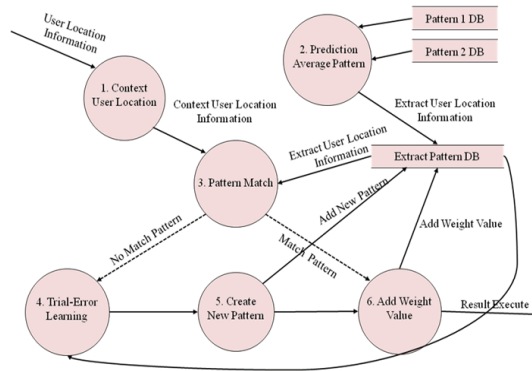 User Location
Information
Pattern 1 DB
2. Prediction
Average Pattern
Pattern 2 DB
1. Context
User Location
Context User Location
Information
Extract User Location
Information
Extract User Location
Information
Extract Pattern DB
3. Pattern Match
Add New Pattern
Add Weight Value
No Match Pattern
Match Pattern
4. Trial-Error
Learning
5. Create
New Pattern
6. Add Weight
Value
Result Execute